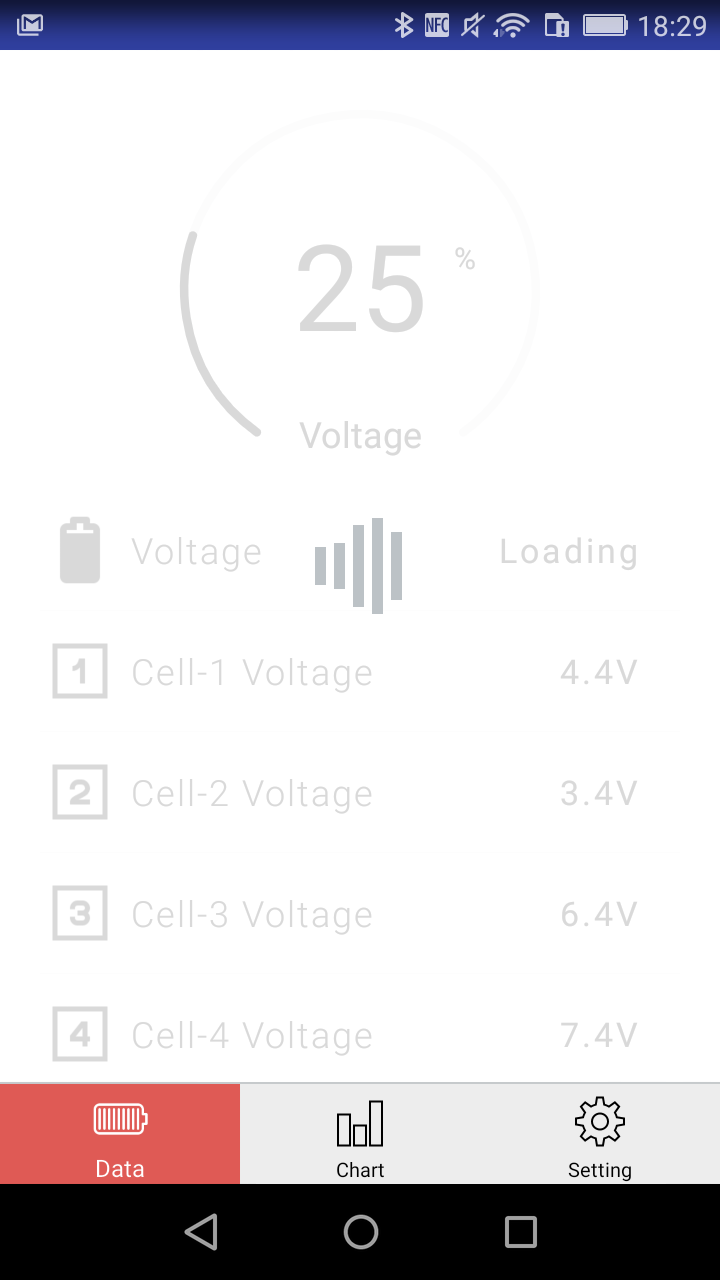 NFC 18:29
25 %
Voltage
Voltage Loading
1 Cell-1 Voltage 4.4V
2 Cell-2 Voltage 3.4V
3 Cell-3 Voltage 6.4V
4 Cell-4 Voltage 7.4V
Data Chart Setting